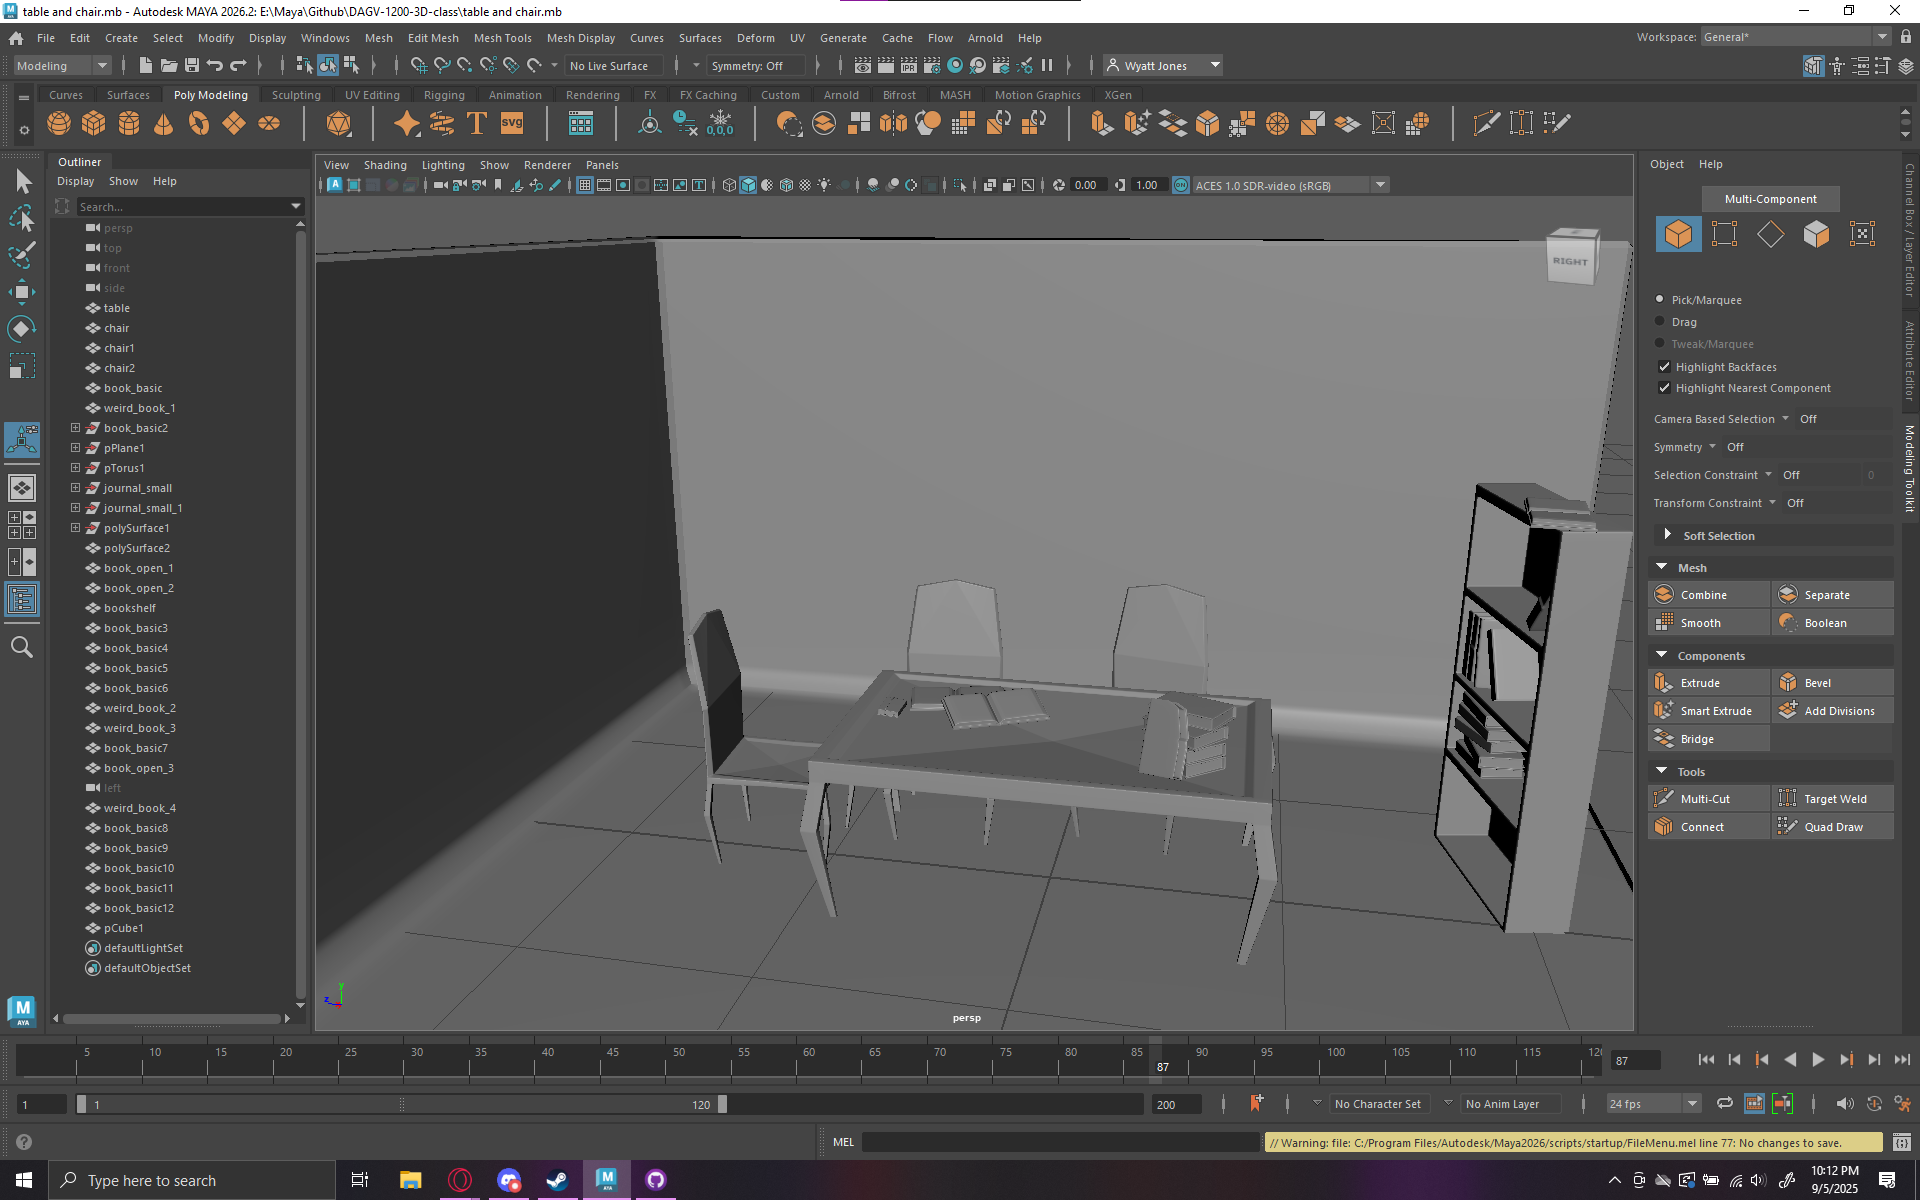 table and chair.mb - Autodesk MAYA 2026.2: E:\Maya\Github\DAGV-1200-3D-class\table and chair.mb
File Edit Create Select Modify Display Windows Mesh Edit Mesh Mesh Tools Mesh Display Curves Surfaces Deform UV Generate Cache Flow Arnold Help
Workspace: General*
Modeling No Live Surface Symmetry: Off Wyatt Jones
Curves Surfaces Poly Modeling Sculpting UV Editing Rigging Animation Rendering FX FX Caching Custom Arnold Bifrost MASH Motion Graphics XGen
T SVG 0,0,0
Outliner
Display Show Help
Search...
persp
top
front
side
table
chair
chair1
chair2
book_basic
weird_book_1
book_basic2
pPlane1
pTorus1
journal_small
journal_small_1
polySurface1
polySurface2
book_open_1
book_open_2
bookshelf
book_basic3
book_basic4
book_basic5
book_basic6
weird_book_2
weird_book_3
book_basic7
book_open_3
left
weird_book_4
book_basic8
book_basic9
book_basic10
book_basic11
book_basic12
pCube1
defaultLightSet
defaultObjectSet
View Shading Lighting Show Renderer Panels
0.00 1.00 ACES 1.0 SDR-video (sRGB)
RIGHT
y
z
persp
Object Help
Multi-Component
Pick/Marquee
Drag
Tweak/Marquee
Highlight Backfaces
Highlight Nearest Component
Camera Based Selection Off
Symmetry Off
Selection Constraint Off 0
Transform Constraint Off
Soft Selection
Mesh
Combine Separate
Smooth Boolean
Components
Extrude Bevel
Smart Extrude Add Divisions
Bridge
Tools
Multi-Cut Target Weld
Connect Quad Draw
Channel Box / Layer Editor
Attribute Editor
Modeling Toolkit
M
AYA
5 10 15 20 25 30 35 40 45 50 55 60 65 70 75 80 85 90 95 100 105 110 115 120
87
87
1 1 120 200 No Character Set No Anim Layer 24 fps
MEL // Warning: file: C:/Program Files/Autodesk/Maya2026/scripts/startup/FileMenu.mel line 77: No changes to save.
Type here to search
10:12 PM
9/5/2025